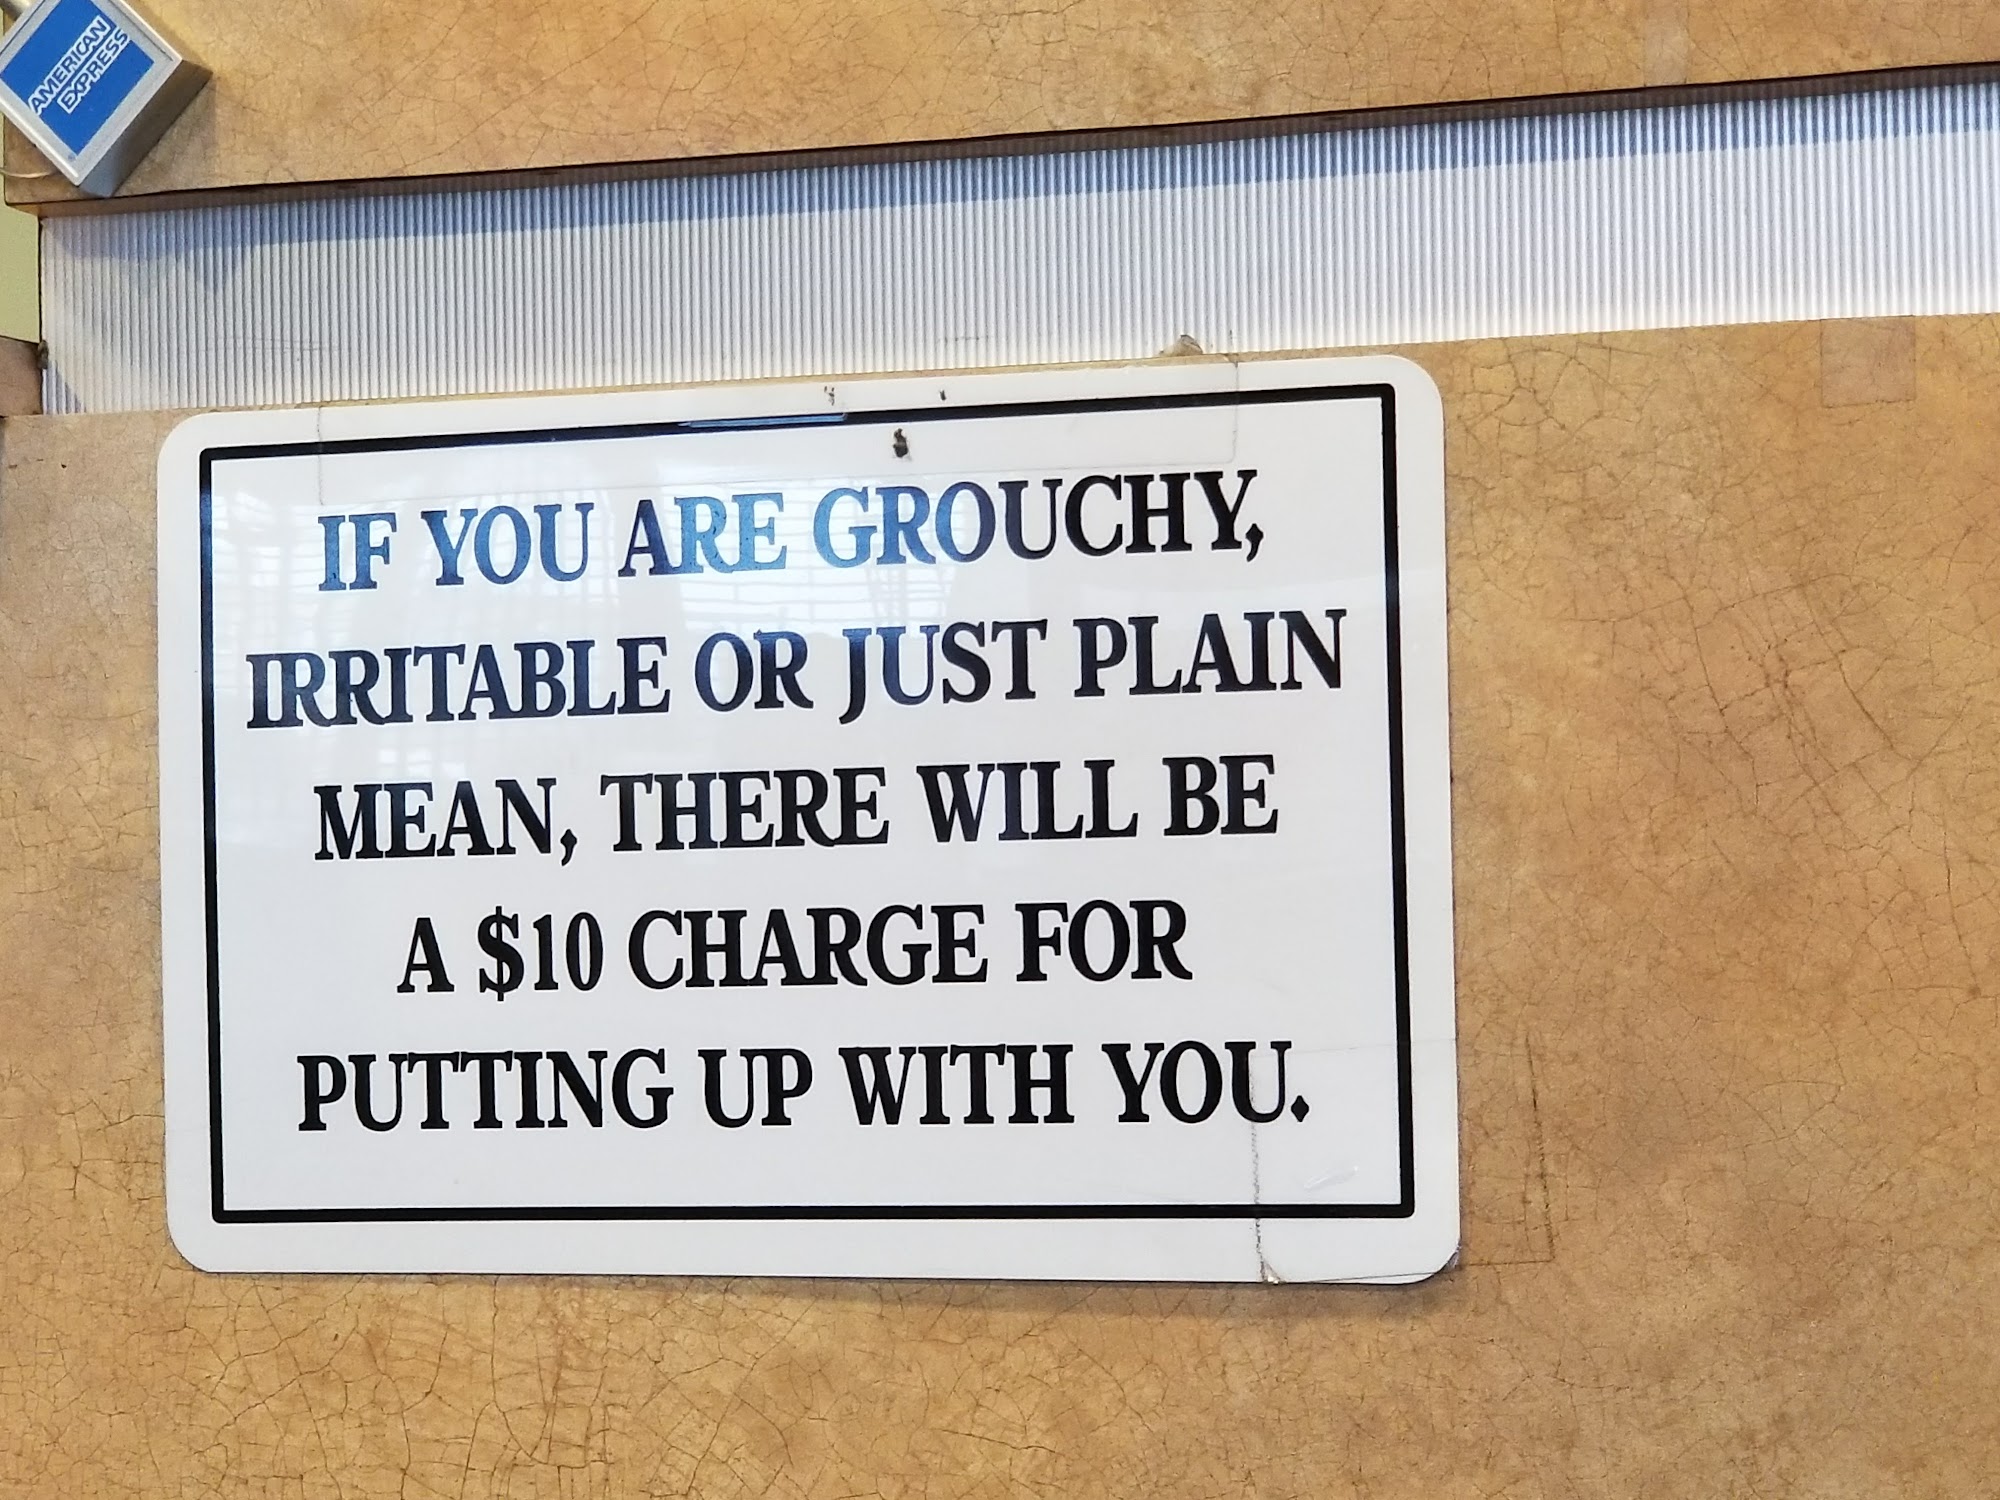 AMERICAN
EXPRESS
IF YOU ARE GROUCHY,
IRRITABLE OR JUST PLAIN
MEAN, THERE WILL BE
A $10 CHARGE FOR
PUTTING UP WITH YOU.